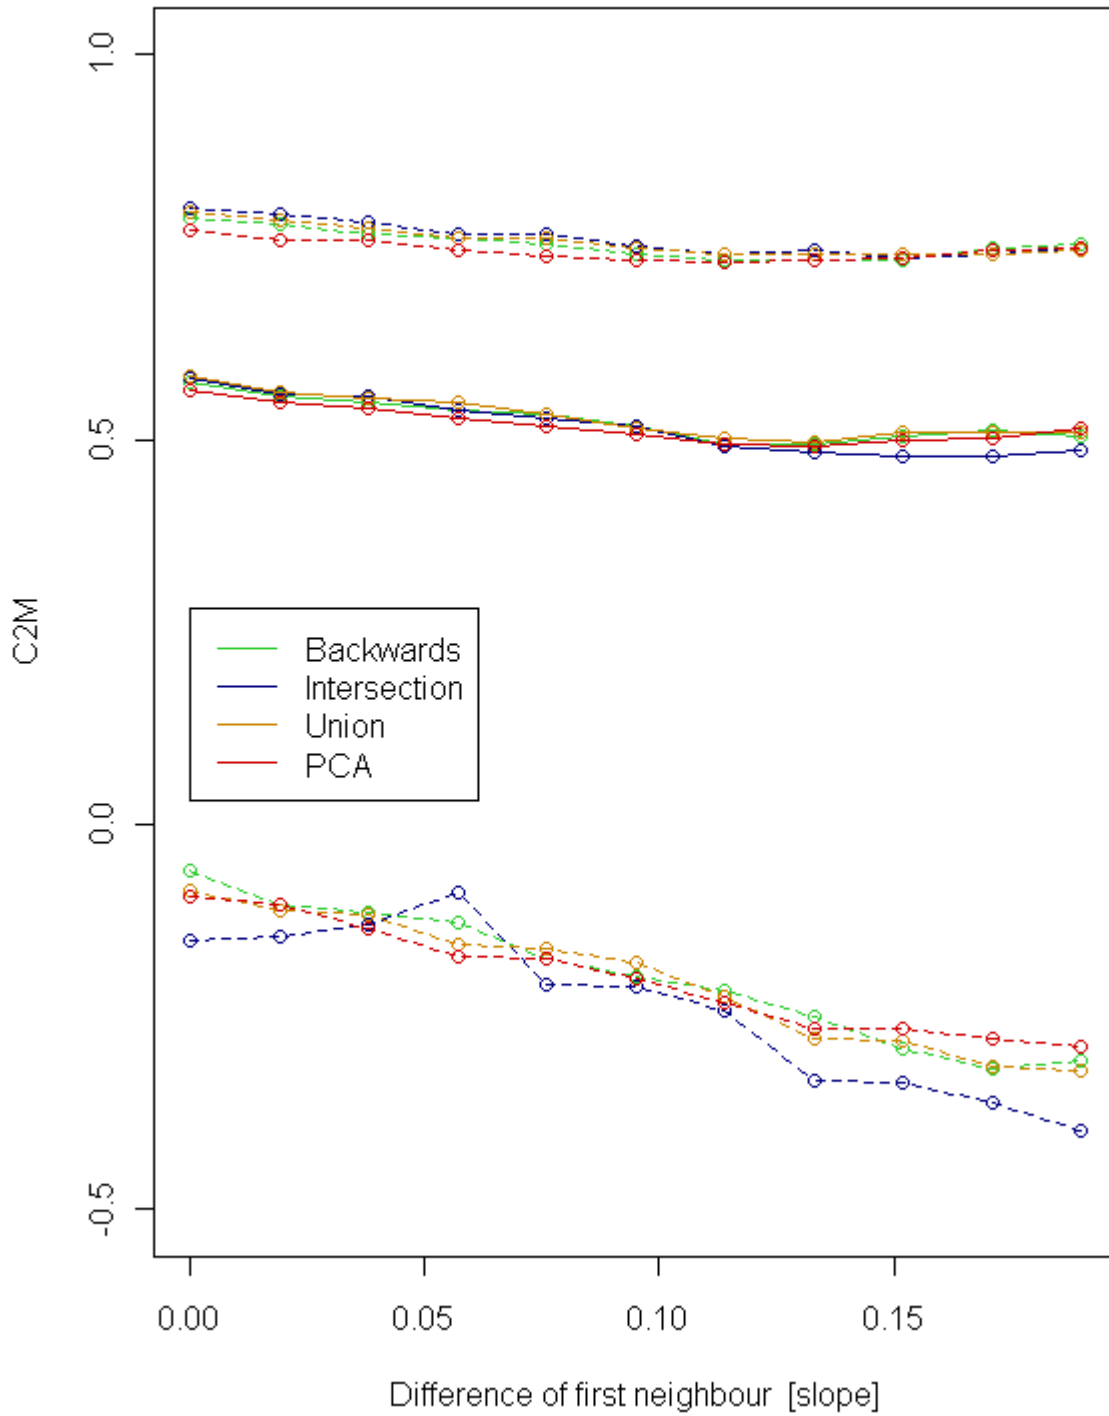 1.0
0.5
0.0
-0.5
C2M
Backwards
Intersection
Union
PCA
0.00 0.05 0.10 0.15
Difference of first neighbour [slope]